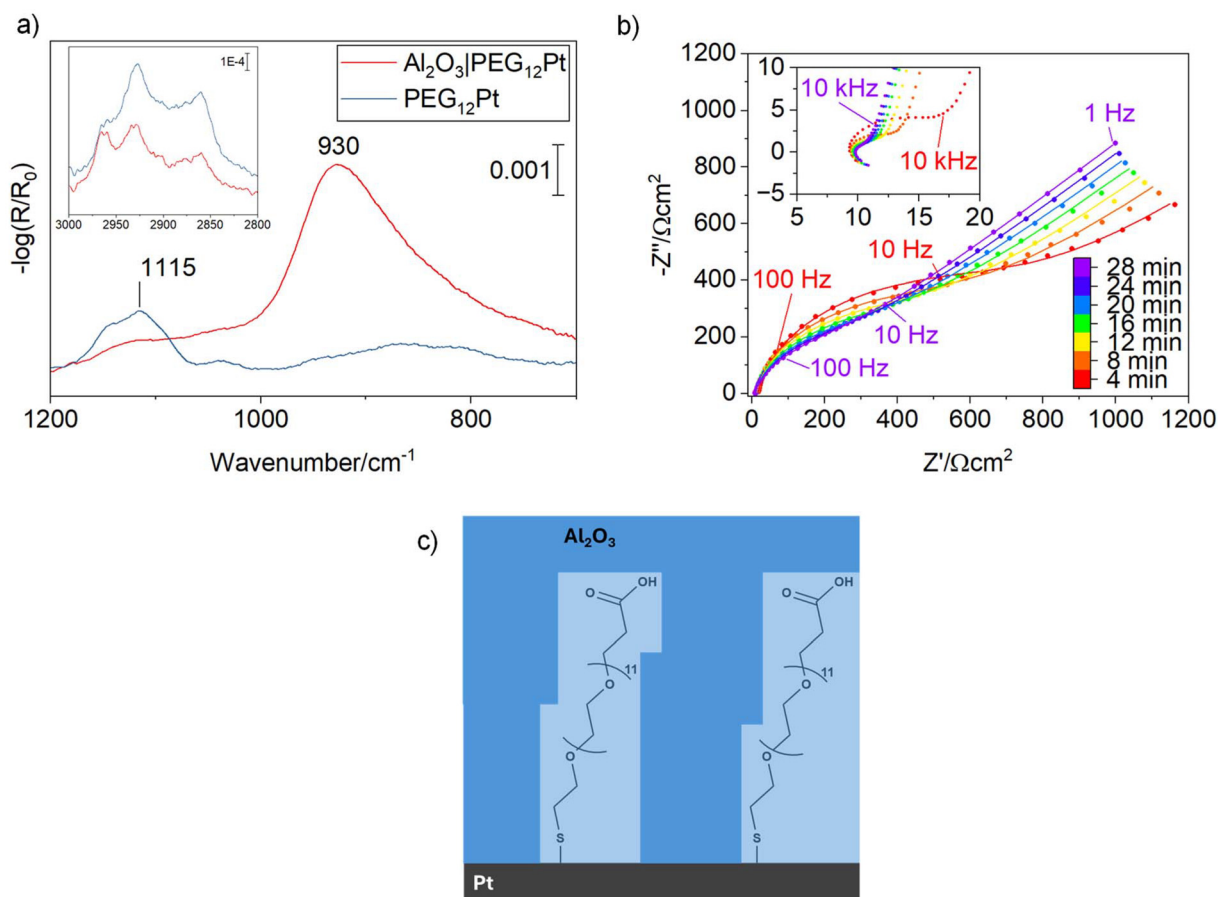 a)
1E-4
3000 2950 2900 2850 2800
Al₂O₃|PEG₁₂Pt
PEG₁₂Pt
930
0.001
1115
-log(R/R₀)
1200 1000 800
Wavenumber/cm⁻¹
b)
1200
1000
800
600
400
200
0
-Z''/Ωcm²
10
5
0
−5
5 10 15 20
10 kHz
10 kHz
1 Hz
10 Hz
100 Hz
10 Hz
100 Hz
28 min
24 min
20 min
16 min
12 min
8 min
4 min
0 200 400 600 800 1000 1200
Z'/Ωcm²
c)
Al₂O₃
OH
O
11
O
O
S
OH
O
11
O
O
S
Pt